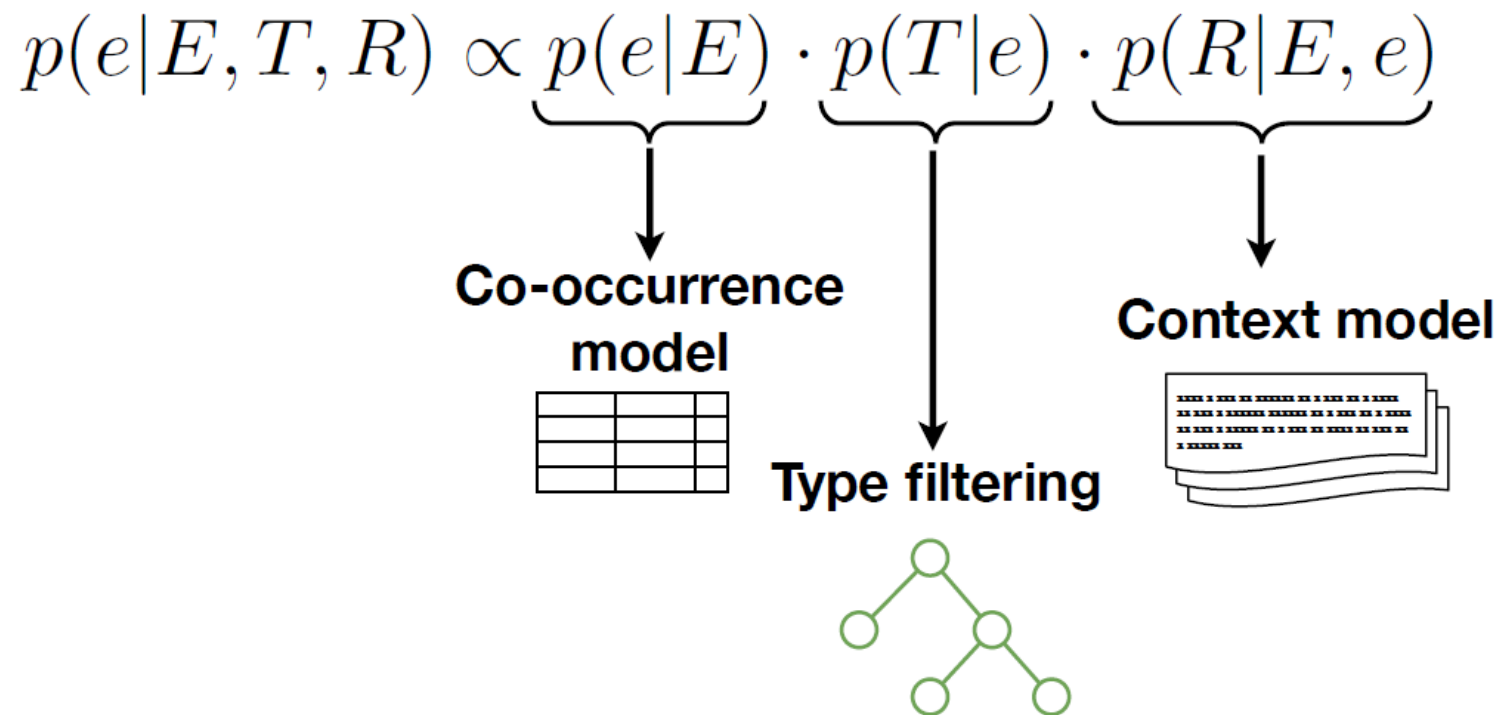 p(e|E, T, R) ∝ p(e|E) · p(T|e) · p(R|E, e)
Co-occurrence
model
Context model
Type filtering